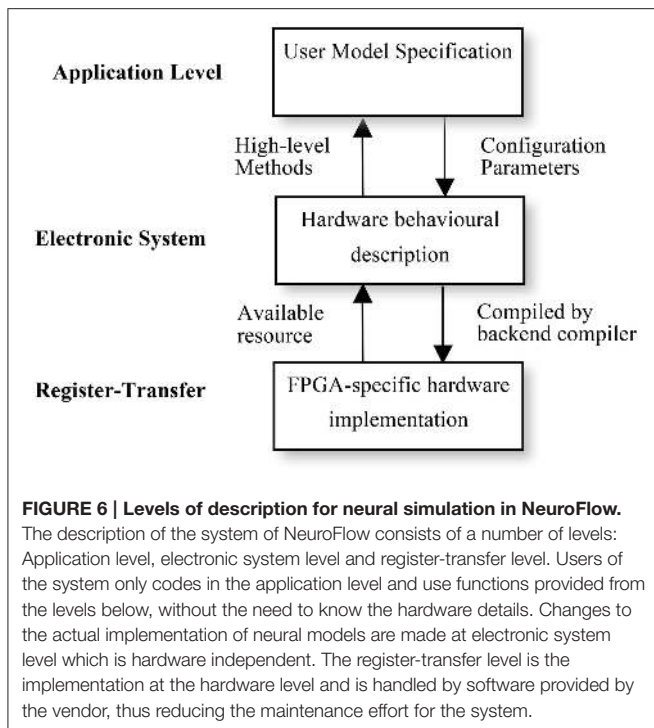 Application Level
User Model Specification
High-level
Methods
Configuration
Parameters
Electronic System
Hardware behavioural
description
Available
resource
Compiled by
backend compiler
Register-Transfer
FPGA-specific hardware
implementation
FIGURE 6 | Levels of description for neural simulation in NeuroFlow.
The description of the system of NeuroFlow consists of a number of levels:
Application level, electronic system level and register-transfer level. Users of
the system only codes in the application level and use functions provided from
the levels below, without the need to know the hardware details. Changes to
the actual implementation of neural models are made at electronic system
level which is hardware independent. The register-transfer level is the
implementation at the hardware level and is handled by software provided by
the vendor, thus reducing the maintenance effort for the system.